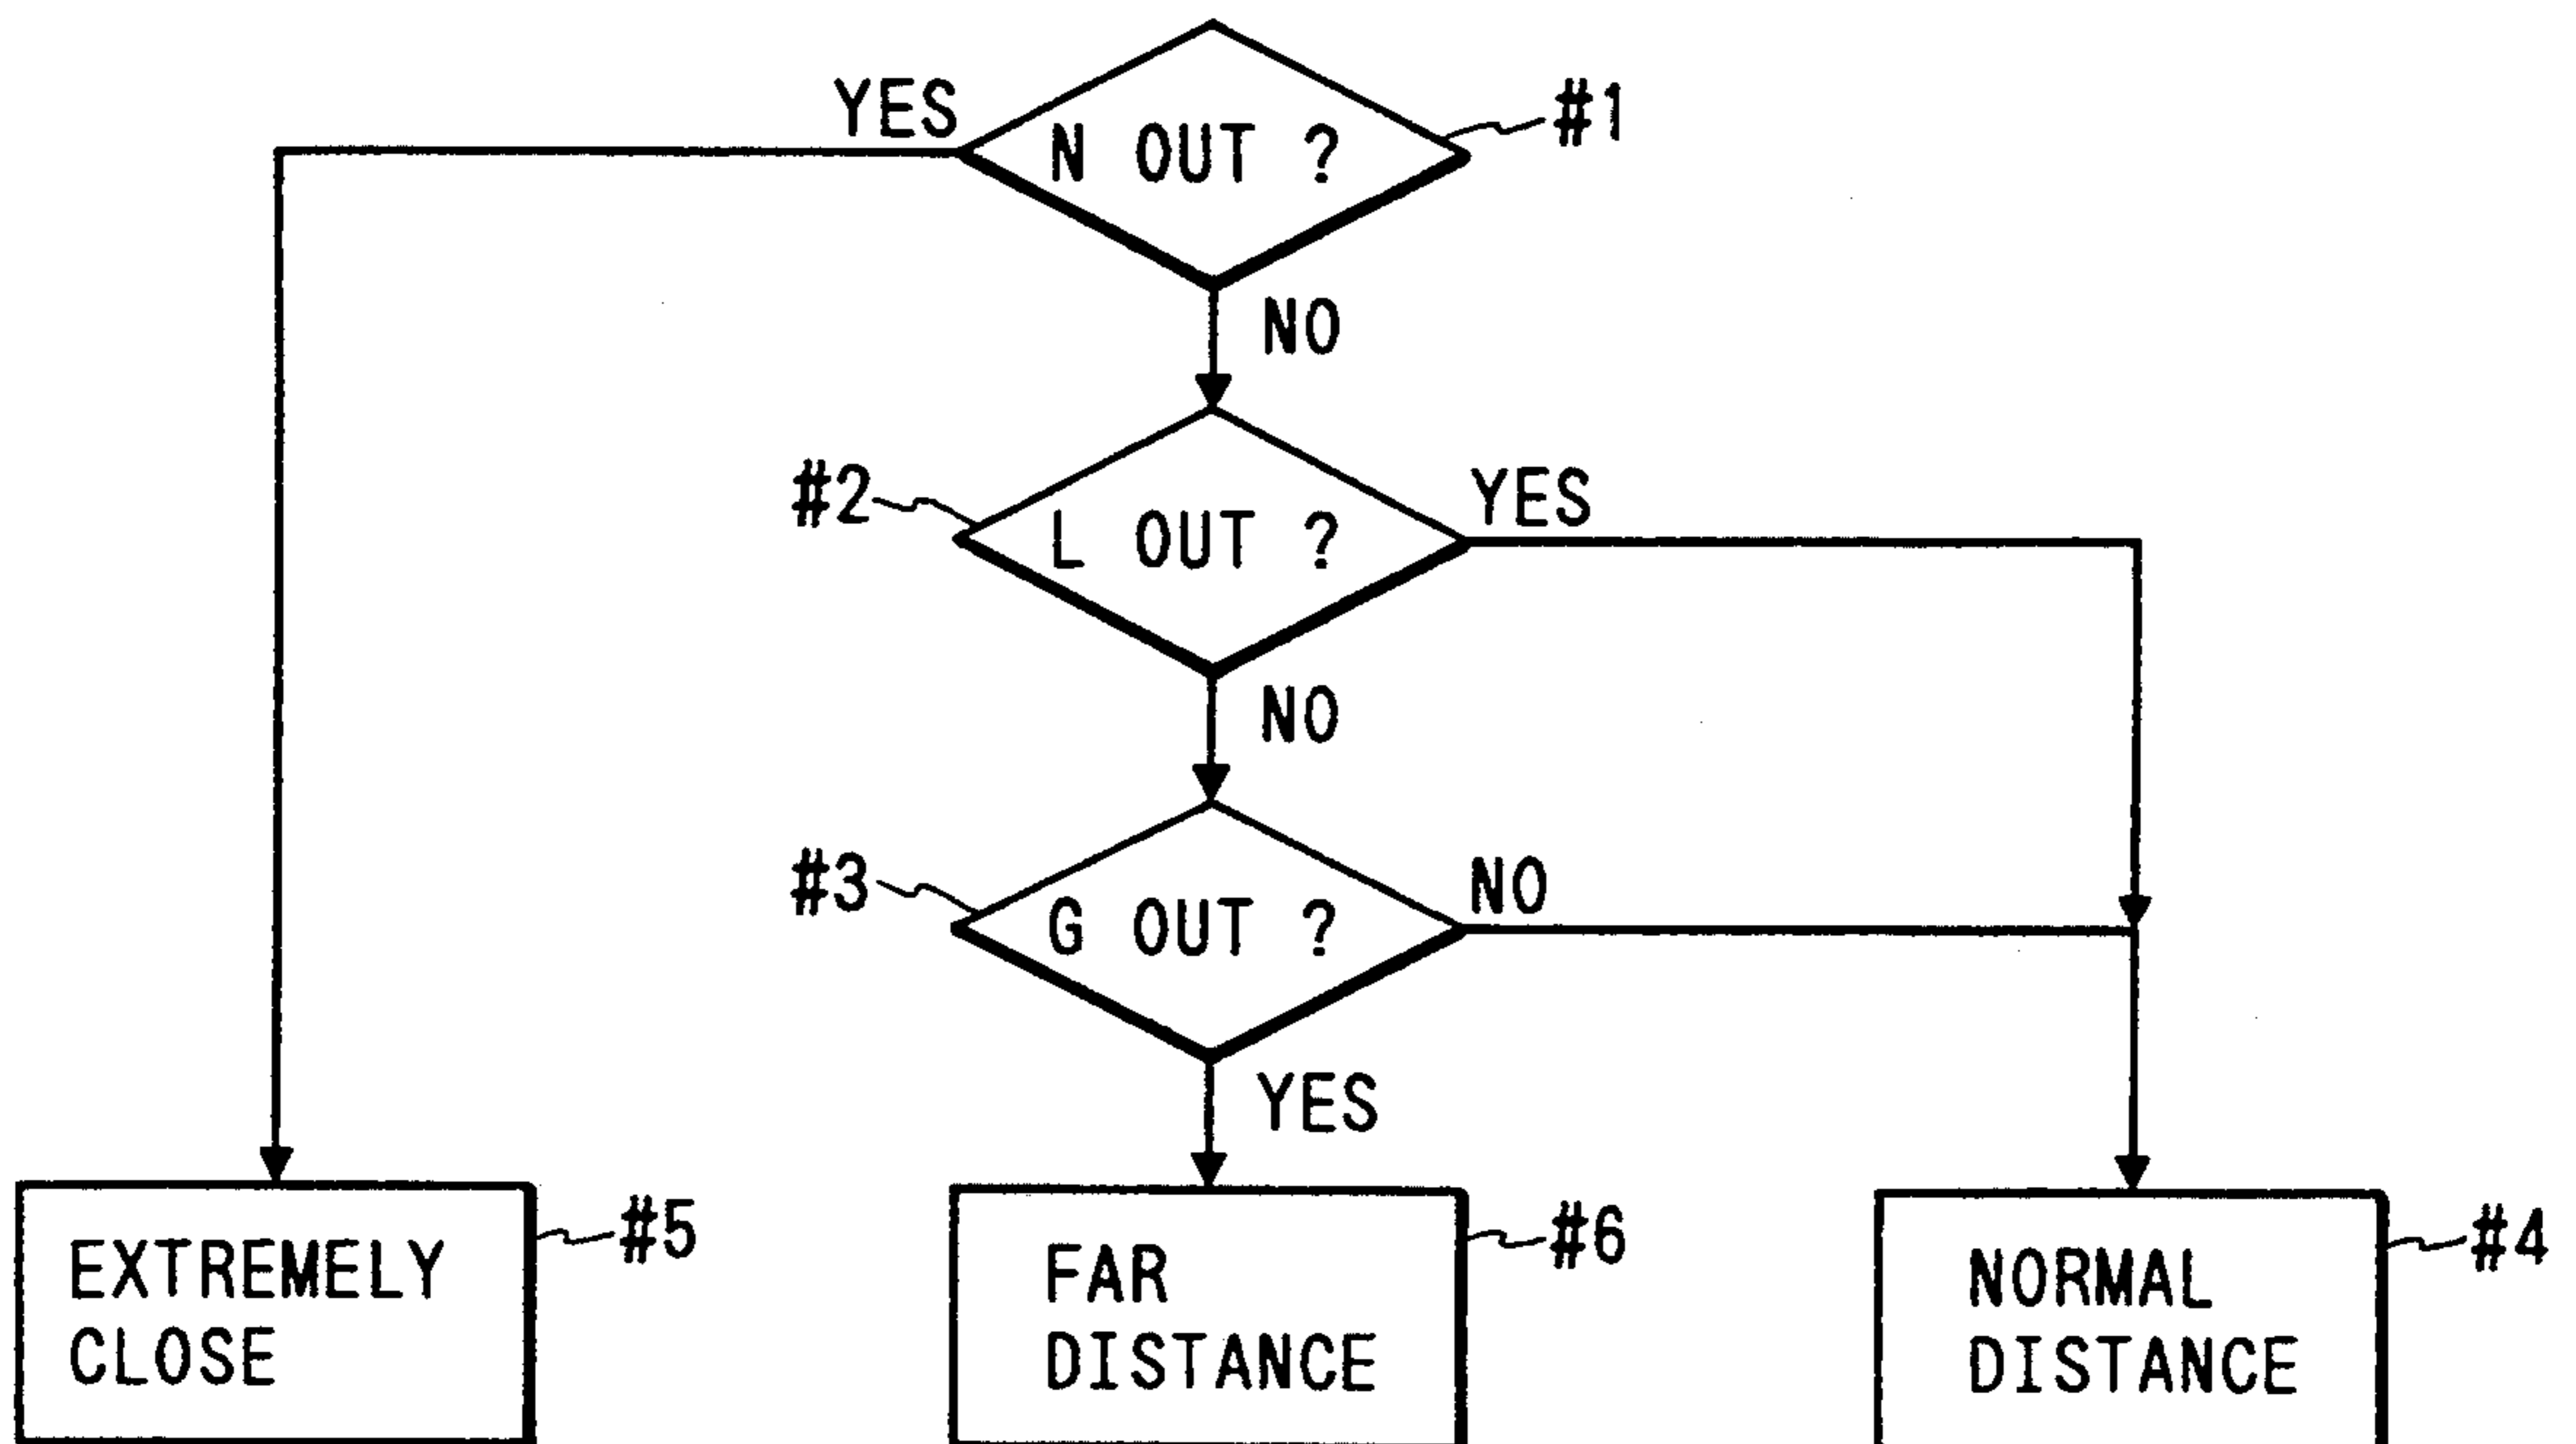 YES
N OUT ?
#1
NO
#2
L OUT ?
YES
NO
#3
G OUT ?
NO
YES
EXTREMELY
CLOSE
#5
FAR
DISTANCE
#6
NORMAL
DISTANCE
#4